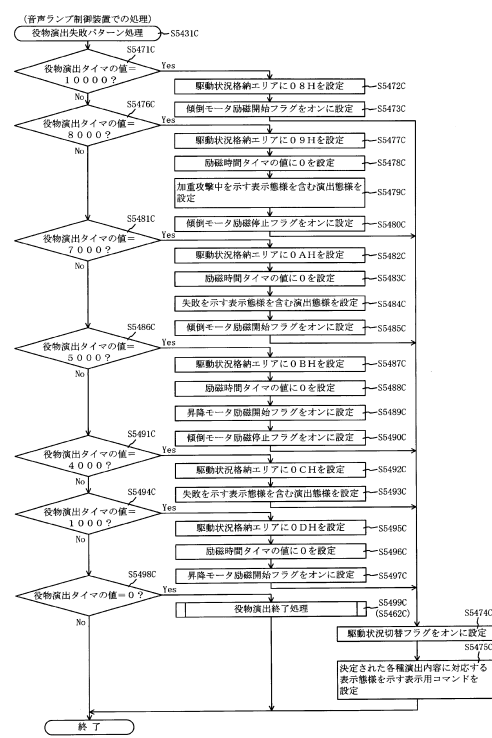 (音声ランプ制御装置での処理)
役物演出失敗パターン処理
S5431C
S5471C
役物演出タイマの値=
10000?
Yes
No
駆動状況格納エリアに08Hを設定
S5472C
傾倒モータ励磁開始フラグをオンに設定
S5473C
S5476C
役物演出タイマの値=
8000?
Yes
No
駆動状況格納エリアに09Hを設定
S5477C
励磁時間タイマの値に0を設定
S5478C
加重攻撃中を示す表示態様を含む演出態様を
設定
S5479C
傾倒モータ励磁停止フラグをオンに設定
S5480C
S5481C
役物演出タイマの値=
7000?
Yes
No
駆動状況格納エリアに0AHを設定
S5482C
励磁時間タイマの値に0を設定
S5483C
失敗を示す表示態様を含む演出態様を設定
S5484C
傾倒モータ励磁開始フラグをオンに設定
S5485C
S5486C
役物演出タイマの値=
5000?
Yes
No
駆動状況格納エリアに0BHを設定
S5487C
励磁時間タイマの値に0を設定
S5488C
昇降モータ励磁開始フラグをオンに設定
S5489C
傾倒モータ励磁停止フラグをオンに設定
S5490C
S5491C
役物演出タイマの値=
4000?
Yes
No
駆動状況格納エリアに0CHを設定
S5492C
失敗を示す表示態様を含む演出態様を設定
S5493C
S5494C
役物演出タイマの値=
1000?
Yes
No
駆動状況格納エリアに0DHを設定
S5495C
励磁時間タイマの値に0を設定
S5496C
昇降モータ励磁開始フラグをオンに設定
S5497C
S5498C
役物演出タイマの値=0?
Yes
No
役物演出終了処理
S5499C
(S5462C)
S5474C
駆動状況切替フラグをオンに設定
S5475C
決定された各種演出内容に対応する
表示態様を示す表示用コマンドを
設定
終了